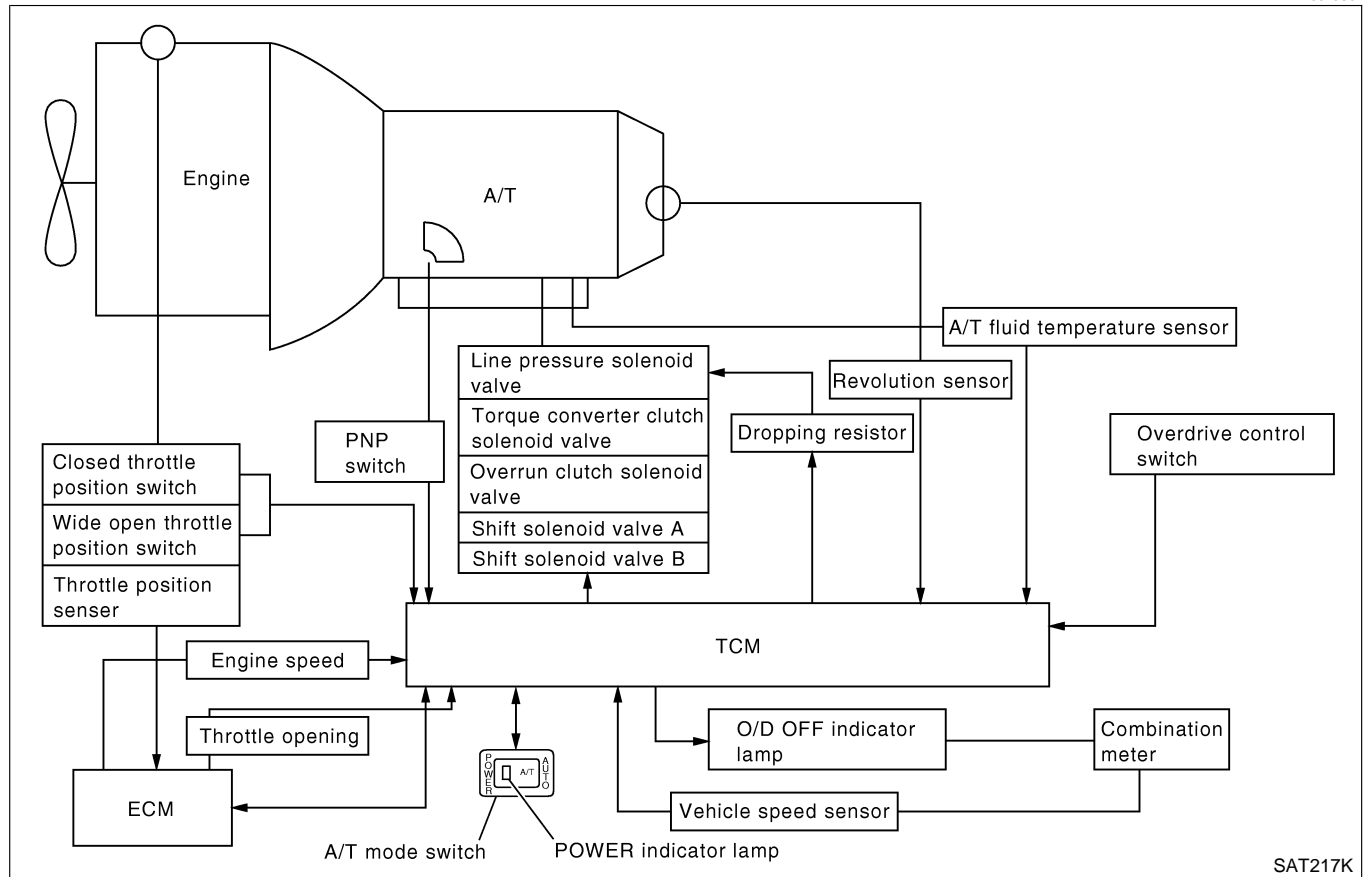 Engine
A/T
A/T fluid temperature sensor
Line pressure solenoid
valve
Revolution sensor
Torque converter clutch
solenoid valve
Dropping resistor
PNP
switch
Overdrive control
switch
Closed throttle
position switch
Overrun clutch solenoid
valve
Wide open throttle
position switch
Shift solenoid valve A
Shift solenoid valve B
Throttle position
senser
TCM
Engine speed
Throttle opening
O/D OFF indicator
lamp
Combination
meter
POWER
A/T
AUTO
ECM
Vehicle speed sensor
A/T mode switch
POWER indicator lamp
SAT217K